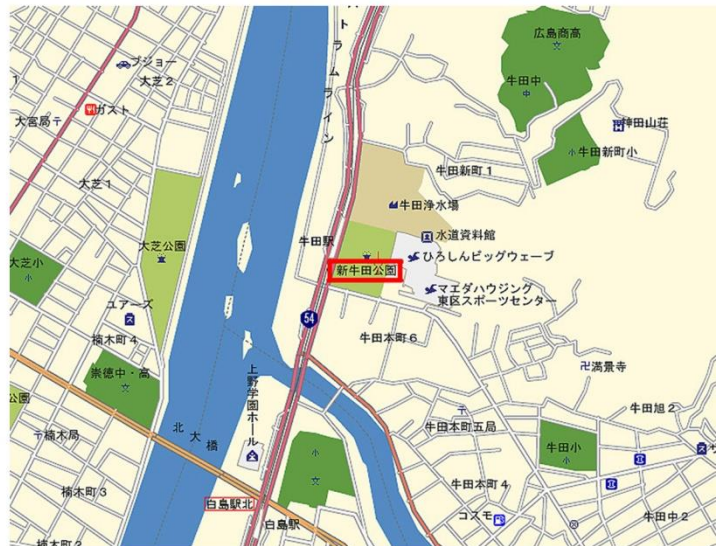 ストラムライン
広島商高
プジョー
大芝2
牛田中
ガスト
大宮局
神田山荘
牛田新町小
牛田新町1
大芝1
牛田浄水場
大芝公園
牛田駅
水道資料館
ひろしんビッグウェーブ
大芝小
新牛田公園
マエダハウジング
東区スポーツセンター
ユアーズ
54
楠木町4
牛田本町6
崇徳中・高
上野学園ホール
満景寺
公園
牛田旭2
北大橋
牛田本町五局
楠木局
牛田小
小
楠木町3
牛田本町4
白島駅北
白島駅
コスモ
牛田中2